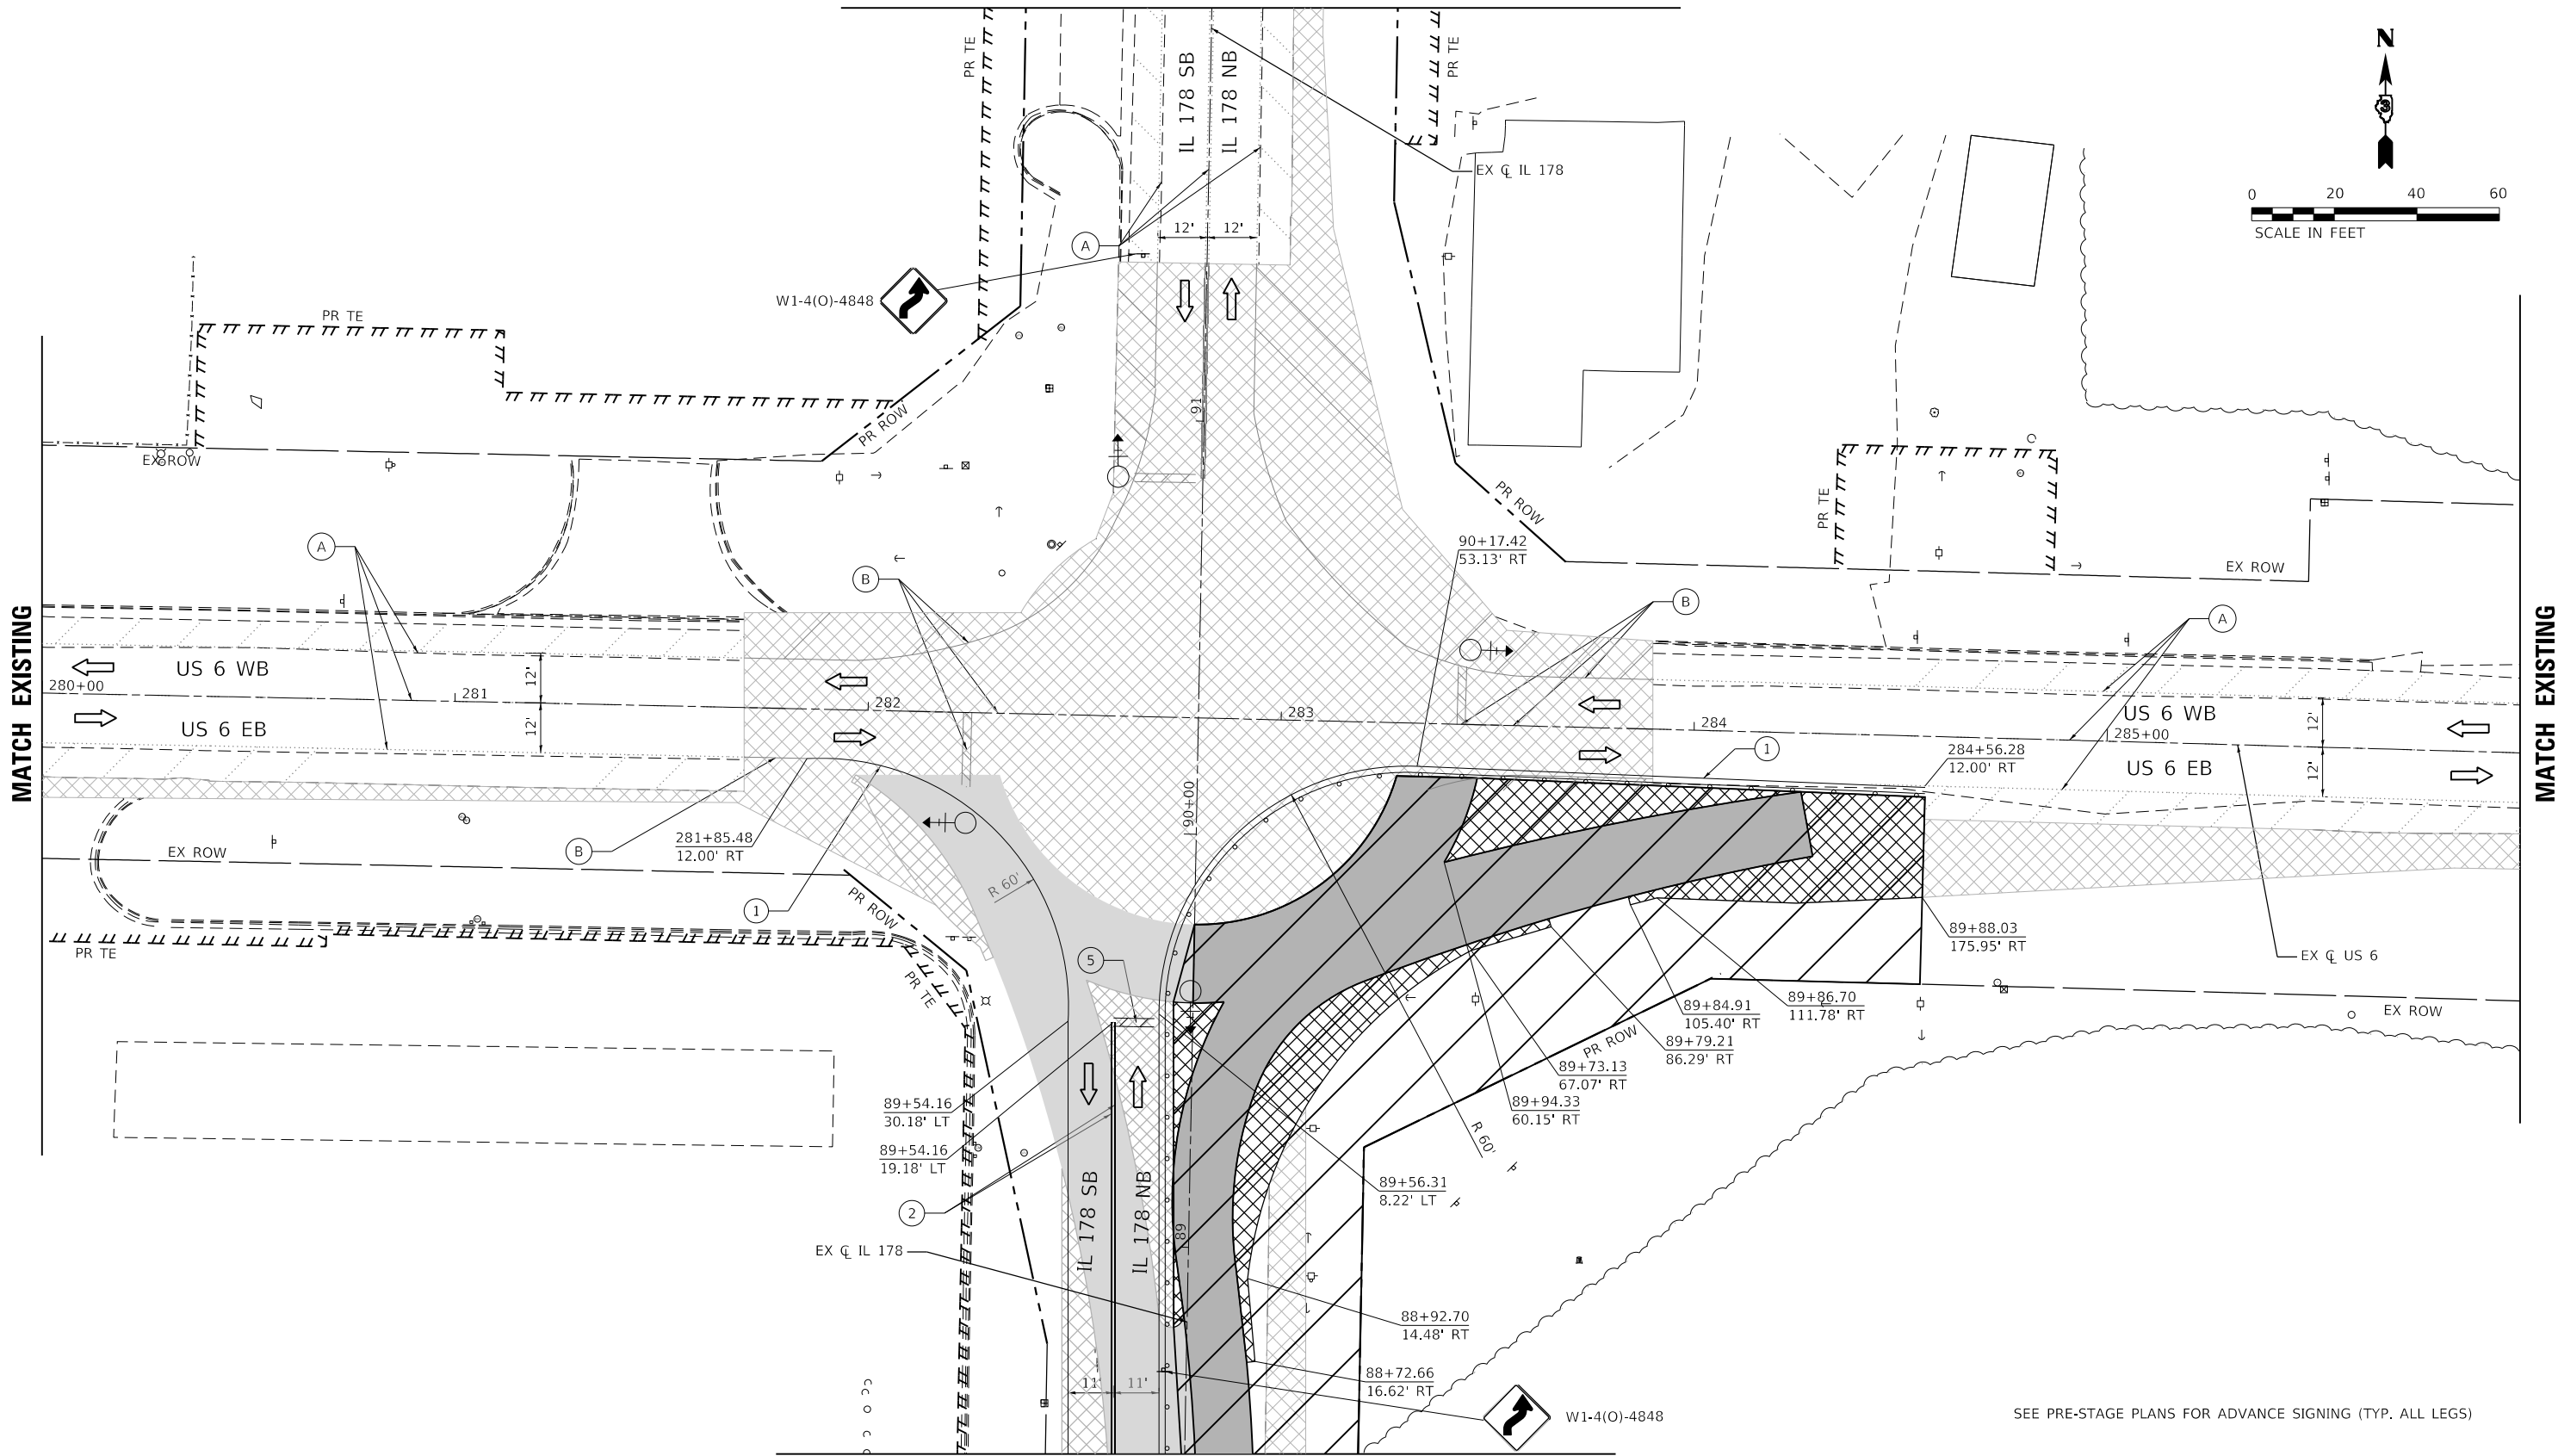 PR TE
IL 178 SB
IL 178 NB
PR TE
N
3
0 20 40 60
SCALE IN FEET
EX ℄ IL 178
12' 12'
A
W1-4(O)-4848
PR TE
91
PR ROW
EX ROW
PR ROW
PR TE
90+17.42
53.13' RT
A
B
EX ROW
B
A
MATCH EXISTING
MATCH EXISTING
US 6 WB
280+00
281
12'
282
283
284
US 6 WB
285+00
12'
US 6 EB
12'
1
284+56.28
12.00' RT
US 6 EB
12'
90+00
281+85.48
12.00' RT
B
EX ROW
R 60'
1
PR ROW
89+88.03
175.95' RT
EX ℄ US 6
PR TE
5
PR TE
89+84.91
105.40' RT
89+86.70
111.78' RT
EX ROW
PR ROW
89+79.21
86.29' RT
89+73.13
67.07' RT
89+94.33
60.15' RT
89+54.16
30.18' LT
R 60'
89+54.16
19.18' LT
IL 178 SB
IL 178 NB
89+56.31
8.22' LT
2
89
EX ℄ IL 178
88+92.70
14.48' RT
11' 11'
88+72.66
16.62' RT
W1-4(O)-4848
SEE PRE-STAGE PLANS FOR ADVANCE SIGNING (TYP. ALL LEGS)